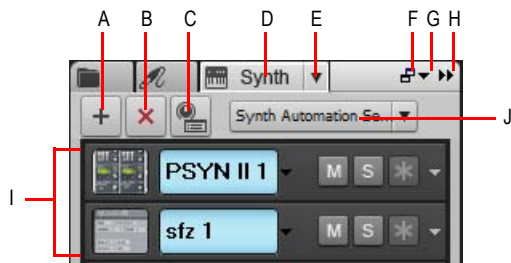 A B C D E F G H
Synth
Synth Automation Se...
J
I
PSYN II 1 M S
sfz 1 M S